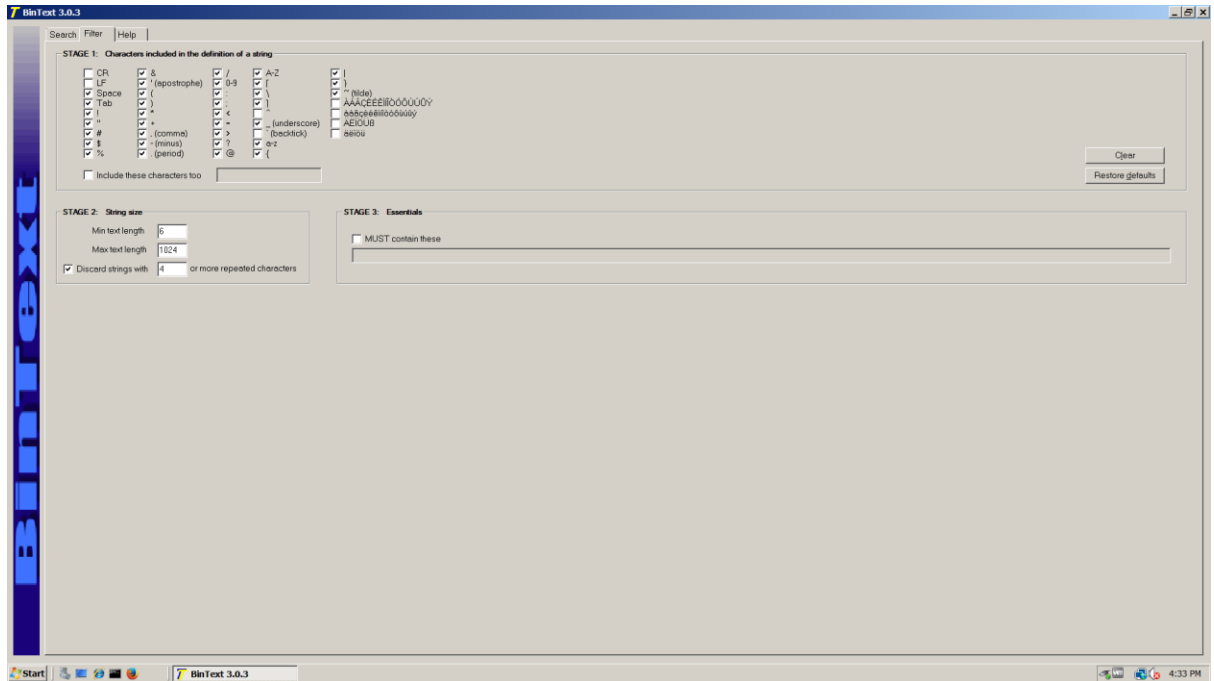 BinText 3.0.3
Search Filter Help
STAGE 1: Characters included in the definition of a string
CR & / A-Z |
LF ' (apostrophe) 0-9 [ }
Space ( : \ ~ (tilde)
Tab ) ; ]
! * < ^
" + = _ (underscore) ÄËÏÖÜß
# , (comma) > ` (backtick) äëïöü
$ - (minus) ? a-z
% . (period) @ {
Clear
Include these characters too
Restore defaults
STAGE 2: String size
STAGE 3: Essentials
Min text length 6
MUST contain these
Max text length 1024
Discard strings with 4 or more repeated characters
BinText
Start
BinText 3.0.3
4:33 PM